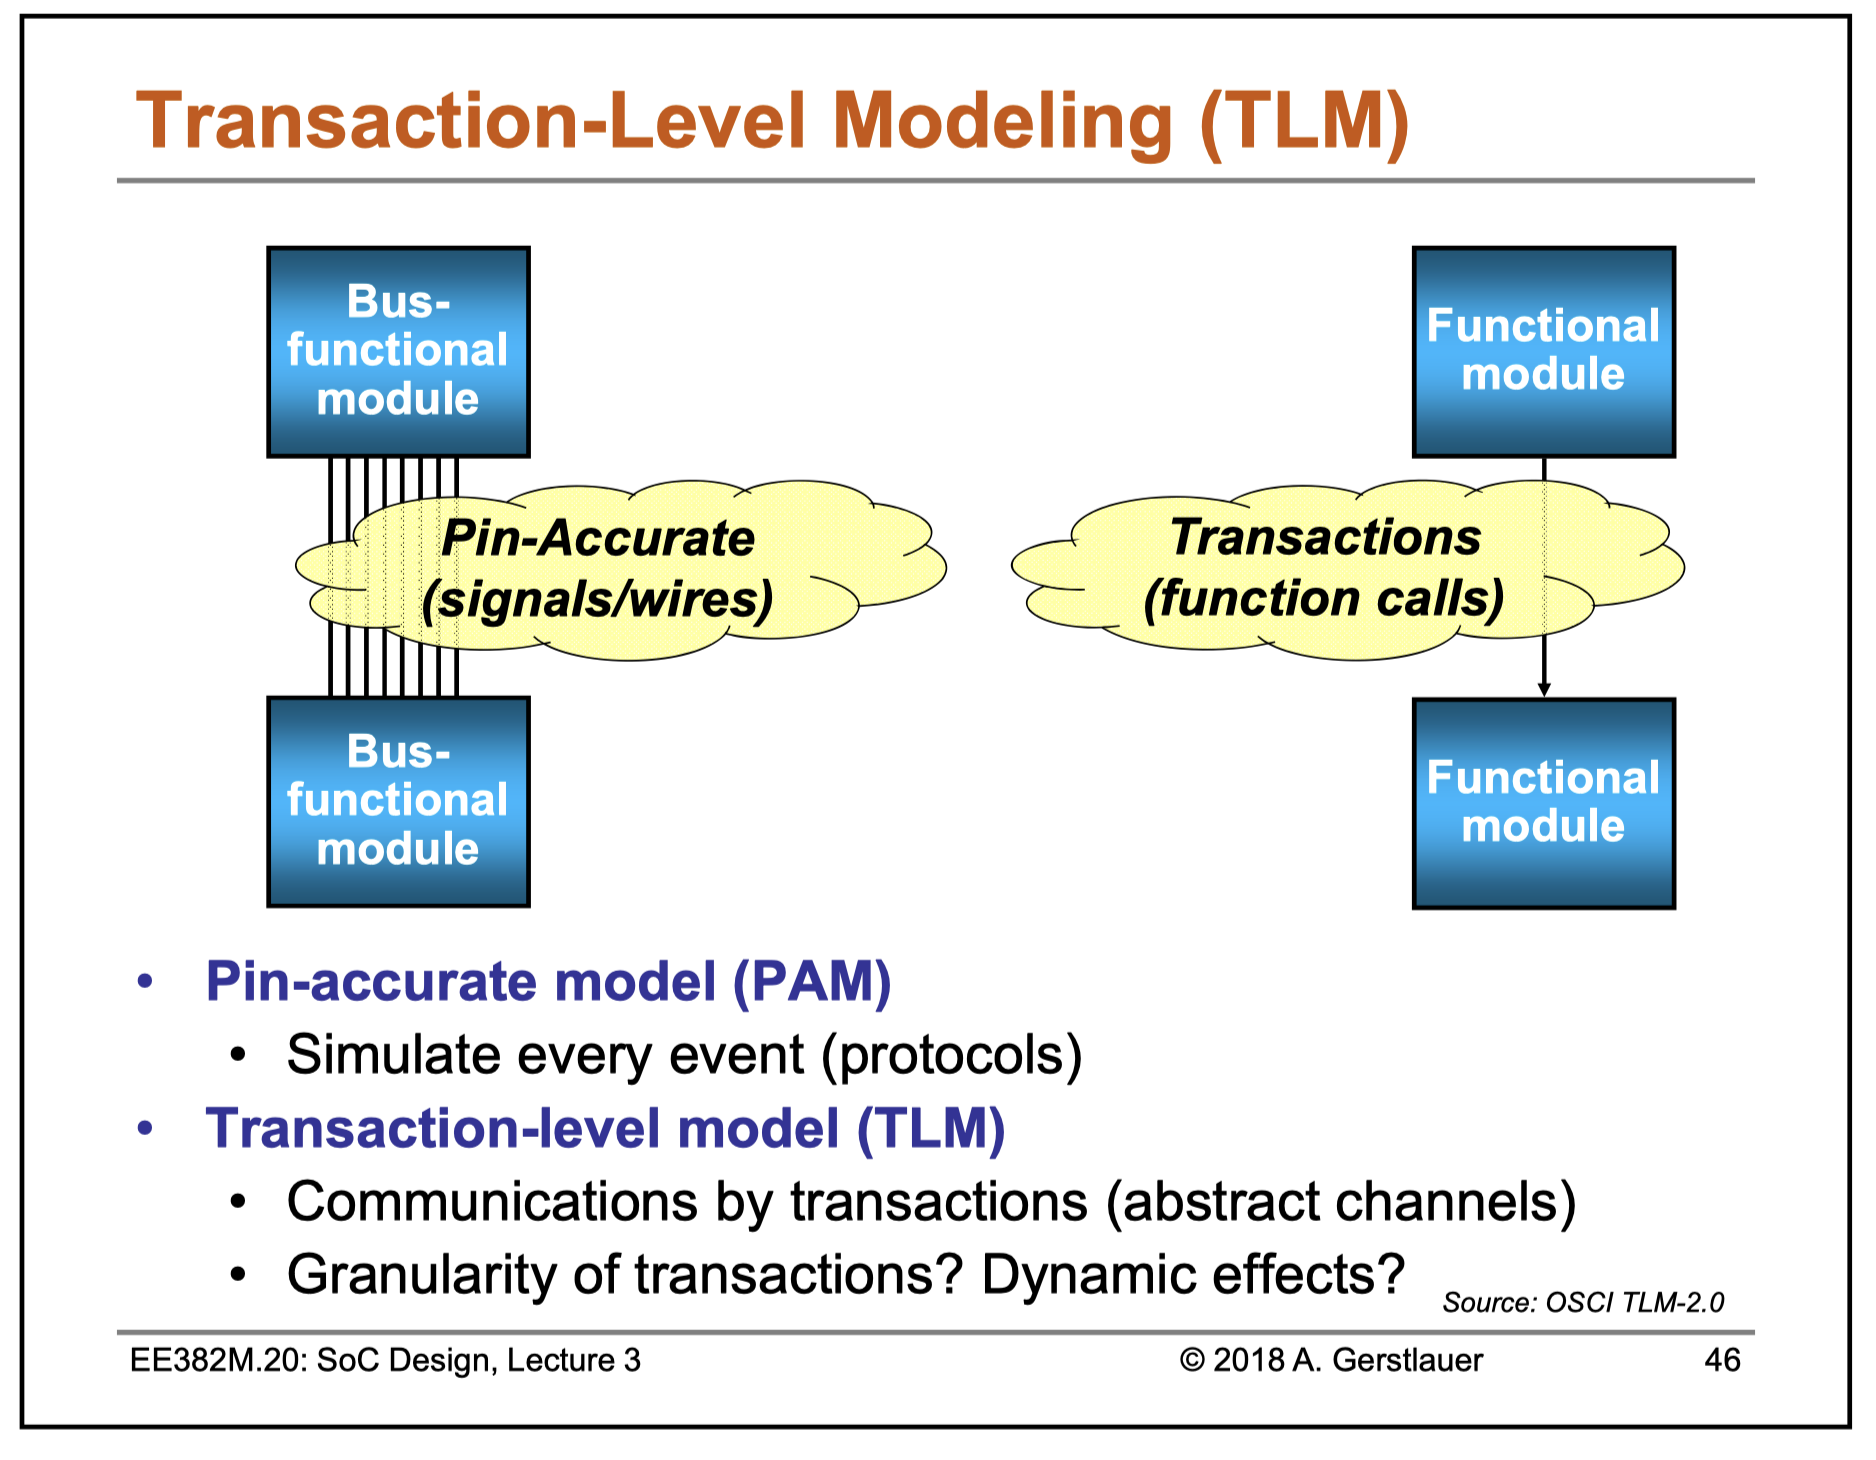 Transaction-Level Modeling (TLM)
Bus-
functional
module
Functional
module
Pin-Accurate
(signals/wires)
Transactions
(function calls)
Bus-
functional
module
Functional
module
• Pin-accurate model (PAM)
• Simulate every event (protocols)
• Transaction-level model (TLM)
• Communications by transactions (abstract channels)
• Granularity of transactions? Dynamic effects?
Source: OSCI TLM-2.0
EE382M.20: SoC Design, Lecture 3
© 2018 A. Gerstlauer
46